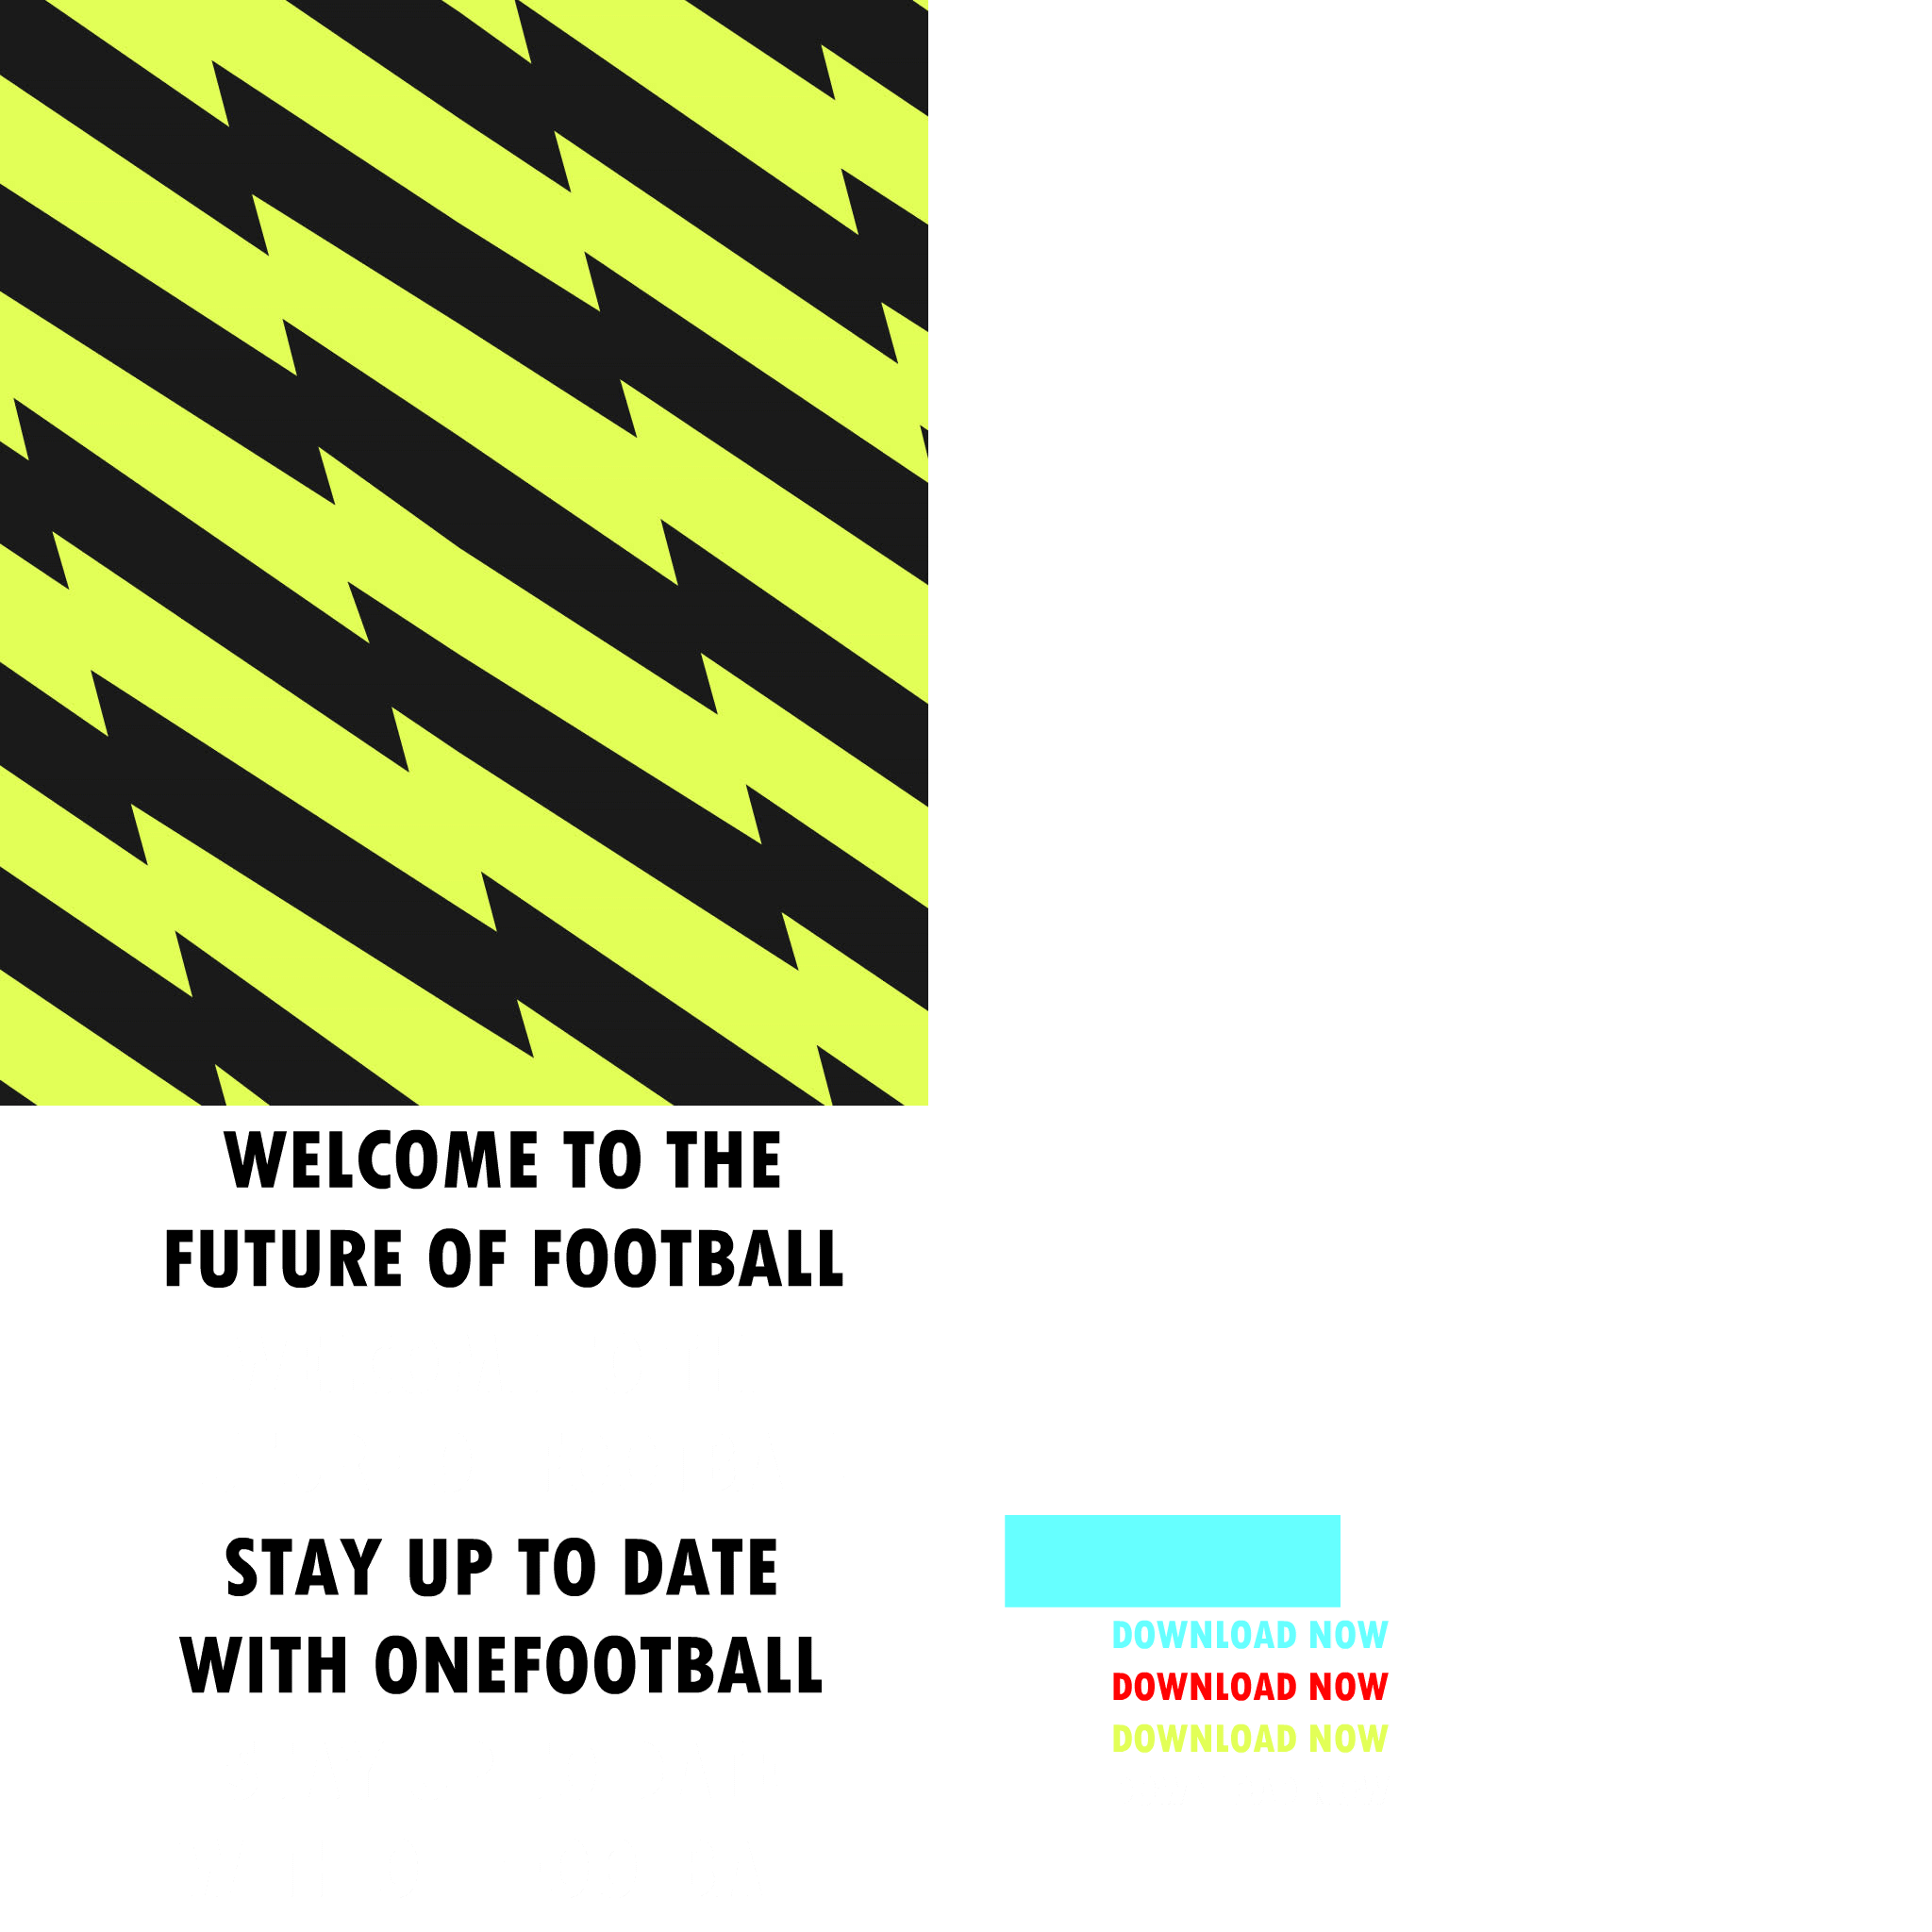 WELCOME TO THE
FUTURE OF FOOTBALL
STAY UP TO DATE
WITH ONEFOOTBALL
DOWNLOAD NOW
DOWNLOAD NOW
DOWNLOAD NOW